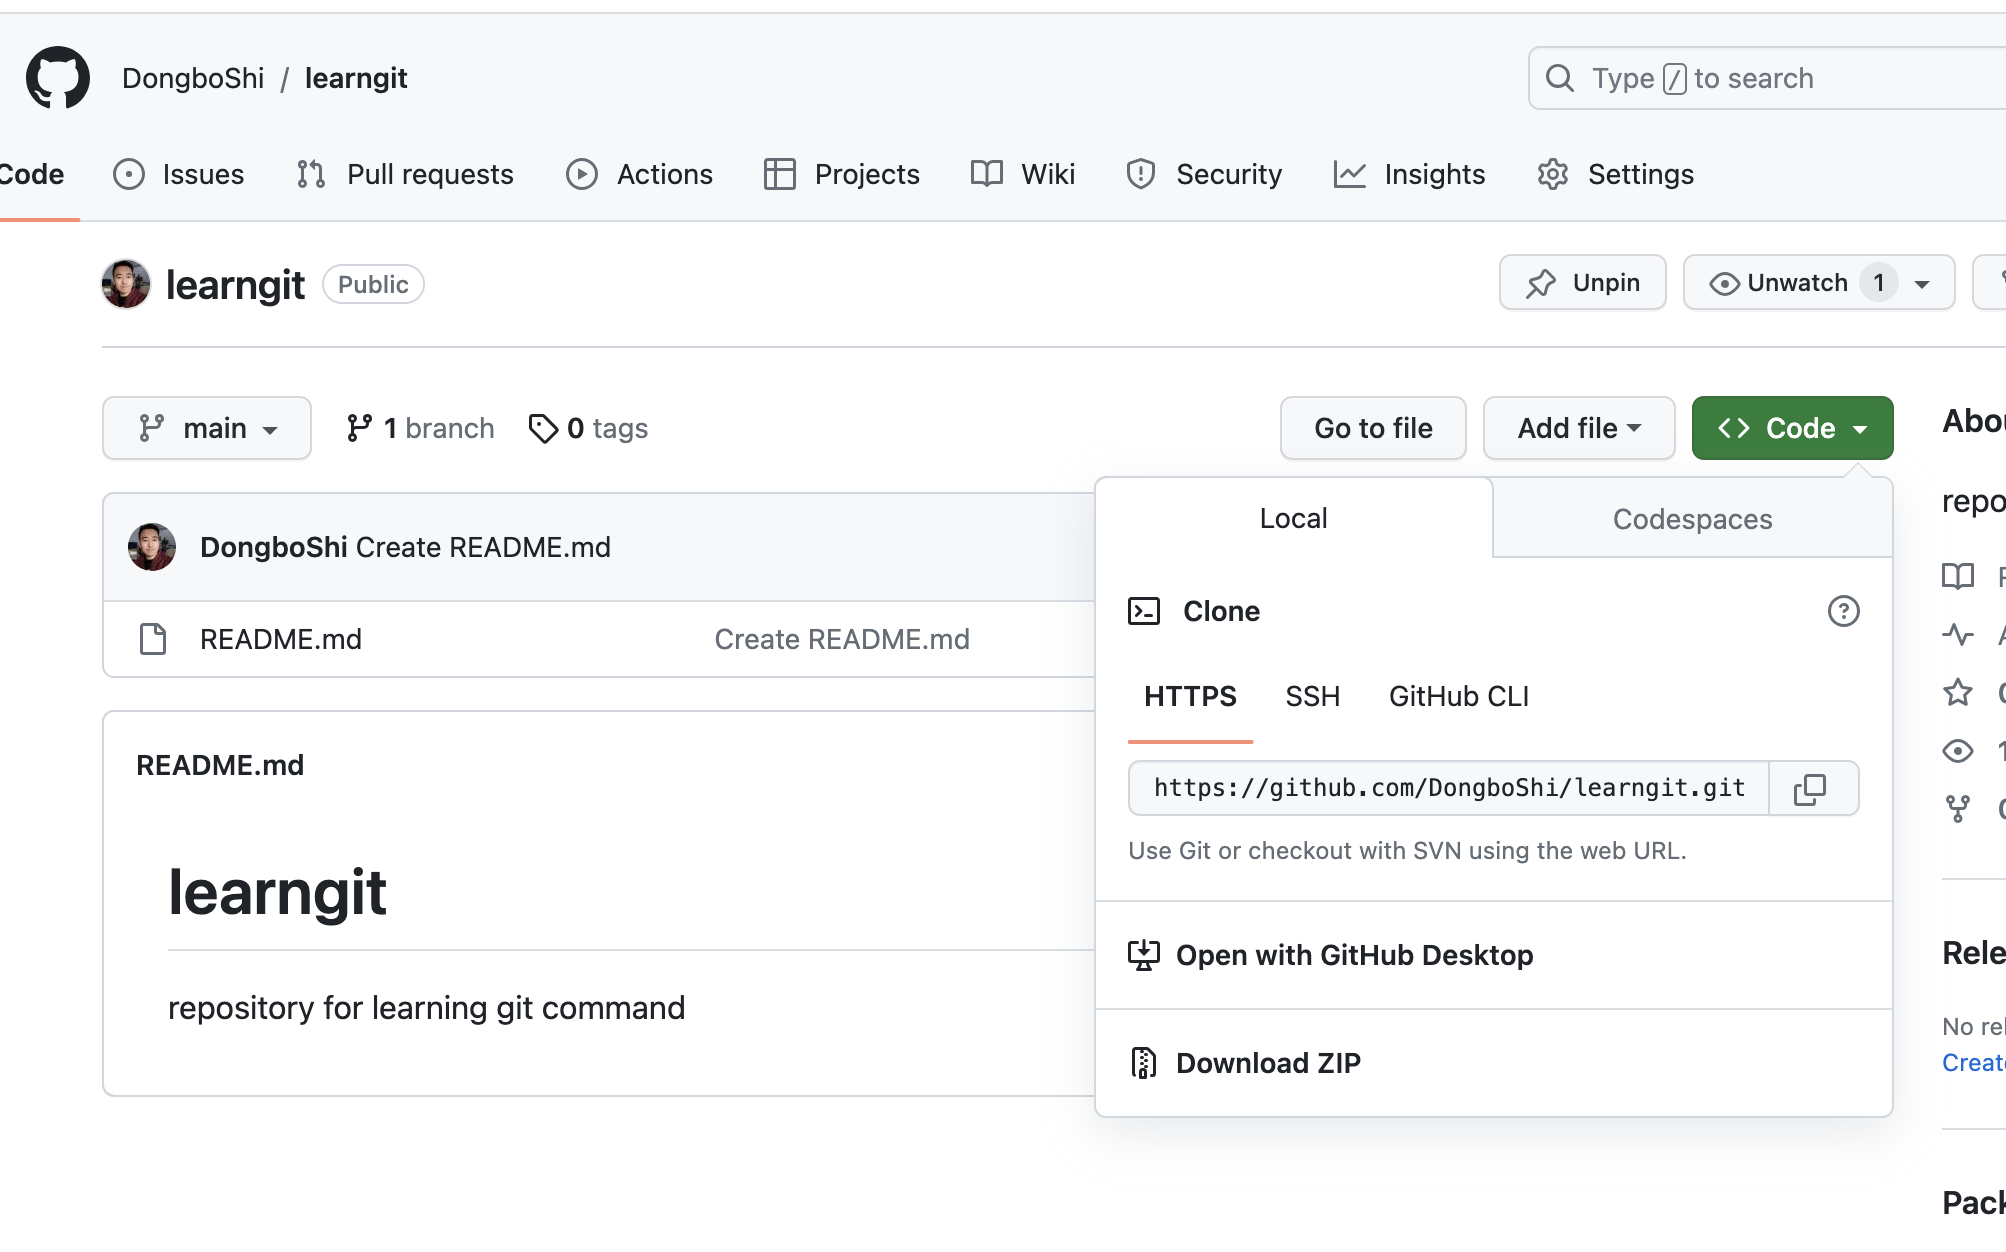 DongboShi / learngit
Type / to search
Code Issues Pull requests Actions Projects Wiki Security Insights Settings
learngit Public
Unpin Unwatch 1
main 1 branch 0 tags
Go to file Add file Code
DongboShi Create README.md
README.md Create README.md
README.md
learngit
repository for learning git command
Local Codespaces
Clone
HTTPS SSH GitHub CLI
https://github.com/DongboShi/learngit.git
Use Git or checkout with SVN using the web URL.
Open with GitHub Desktop
Download ZIP
Abou
repo
1
Rele
No rel
Create
Pack